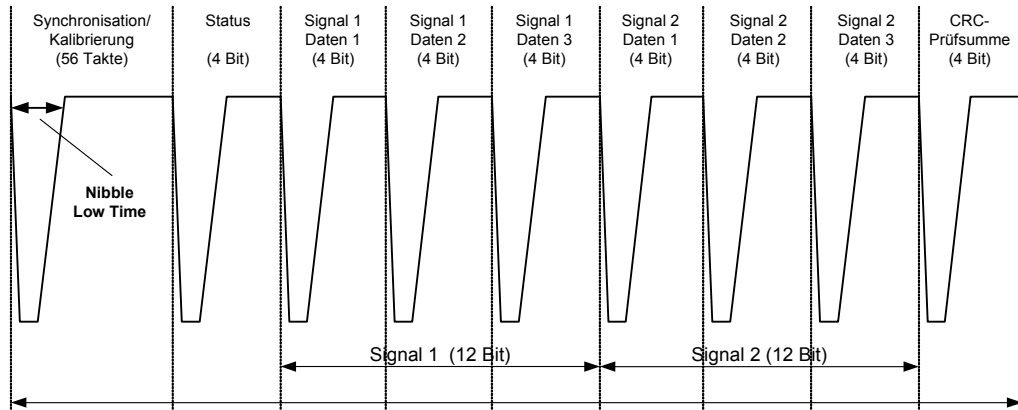 Synchronisation/
Kalibrierung
(56 Takte)
Status
(4 Bit)
Signal 1
Daten 1
(4 Bit)
Signal 1
Daten 2
(4 Bit)
Signal 1
Daten 3
(4 Bit)
Signal 2
Daten 1
(4 Bit)
Signal 2
Daten 2
(4 Bit)
Signal 2
Daten 3
(4 Bit)
CRC-
Prüfsumme
(4 Bit)
Nibble
Low Time
Signal 1 (12 Bit)
Signal 2 (12 Bit)